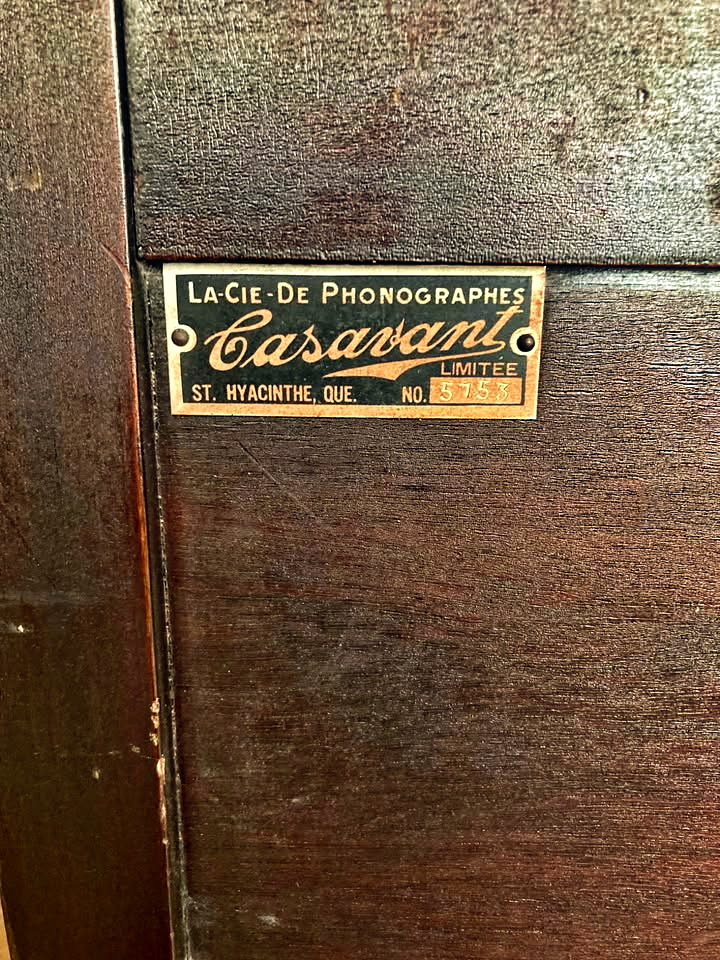 LA-CIE-DE PHONOGRAPHES
Casavant
LIMITÉE
ST. HYACINTHE, QUE. NO. 5753